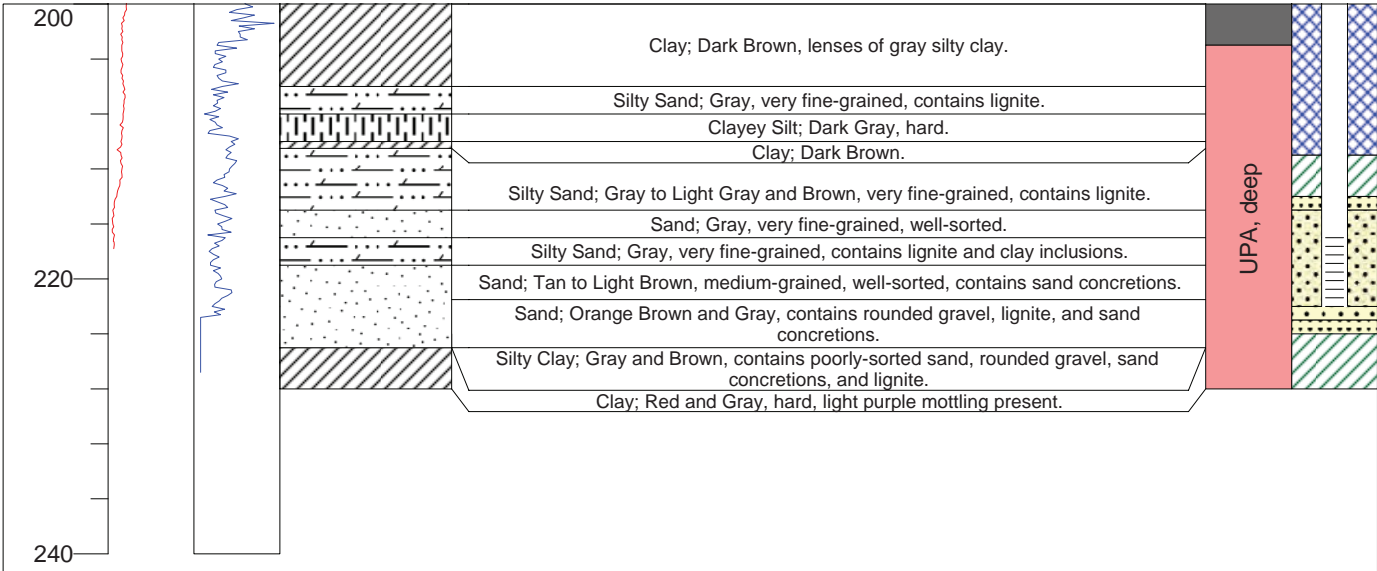 200
Clay; Dark Brown, lenses of gray silty clay.
Silty Sand; Gray, very fine-grained, contains lignite.
Clayey Silt; Dark Gray, hard.
Clay; Dark Brown.
Silty Sand; Gray to Light Gray and Brown, very fine-grained, contains lignite.
Sand; Gray, very fine-grained, well-sorted.
Silty Sand; Gray, very fine-grained, contains lignite and clay inclusions.
220
Sand; Tan to Light Brown, medium-grained, well-sorted, contains sand concretions.
Sand; Orange Brown and Gray, contains rounded gravel, lignite, and sand
concretions.
Silty Clay; Gray and Brown, contains poorly-sorted sand, rounded gravel, sand
concretions, and lignite.
Clay; Red and Gray, hard, light purple mottling present.
UPA, deep
240